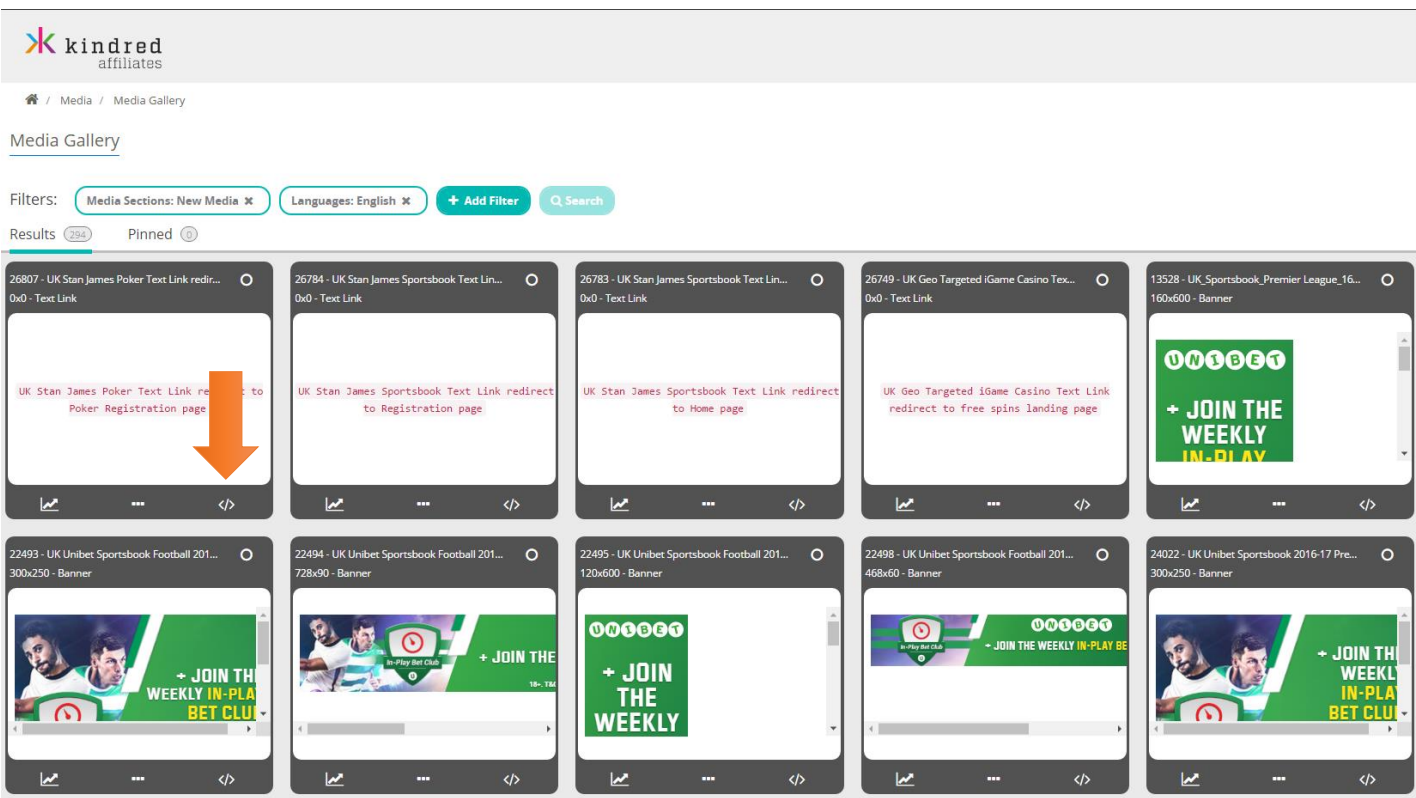 kindred
affiliates
/ Media / Media Gallery
Media Gallery
Filters: Media Sections: New Media ✖ Languages: English ✖ + Add Filter Search
Results 294 Pinned 0
26807 - UK Stan James Poker Text Link redir...
0x0 - Text Link
UK Stan James Poker Text Link to
Poker Registration page
</>
26784 - UK Stan James Sportsbook Text Lin...
0x0 - Text Link
UK Stan James Sportsbook Text Link redirect
to Registration page
</>
26783 - UK Stan James Sportsbook Text Lin...
0x0 - Text Link
UK Stan James Sportsbook Text Link redirect
to Home page
</>
26749 - UK Geo Targeted iGame Casino Tex...
0x0 - Text Link
UK Geo Targeted iGame Casino Text Link
redirect to free spins landing page
</>
13528 - UK_Sportsbook_Premier League_16...
160x600 - Banner
UNIBET
+ JOIN THE
WEEKLY
IN-PLAY
</>
22493 - UK Unibet Sportsbook Football 201...
300x250 - Banner
+ JOIN TH
WEEKLY IN-PLA
BET CLU
</>
22494 - UK Unibet Sportsbook Football 201...
728x90 - Banner
In-Play Bet Club
+ JOIN THE
18+. T&C
</>
22495 - UK Unibet Sportsbook Football 201...
120x600 - Banner
UNIBET
+ JOIN
THE
WEEKLY
</>
22498 - UK Unibet Sportsbook Football 201...
468x60 - Banner
UNIBET
In-Play Bet Club
+ JOIN THE WEEKLY IN-PLAY BE
</>
24022 - UK Unibet Sportsbook 2016-17 Pre...
300x250 - Banner
+ JOIN TH
WEEKLY
IN-PLA
BET CLU
</>